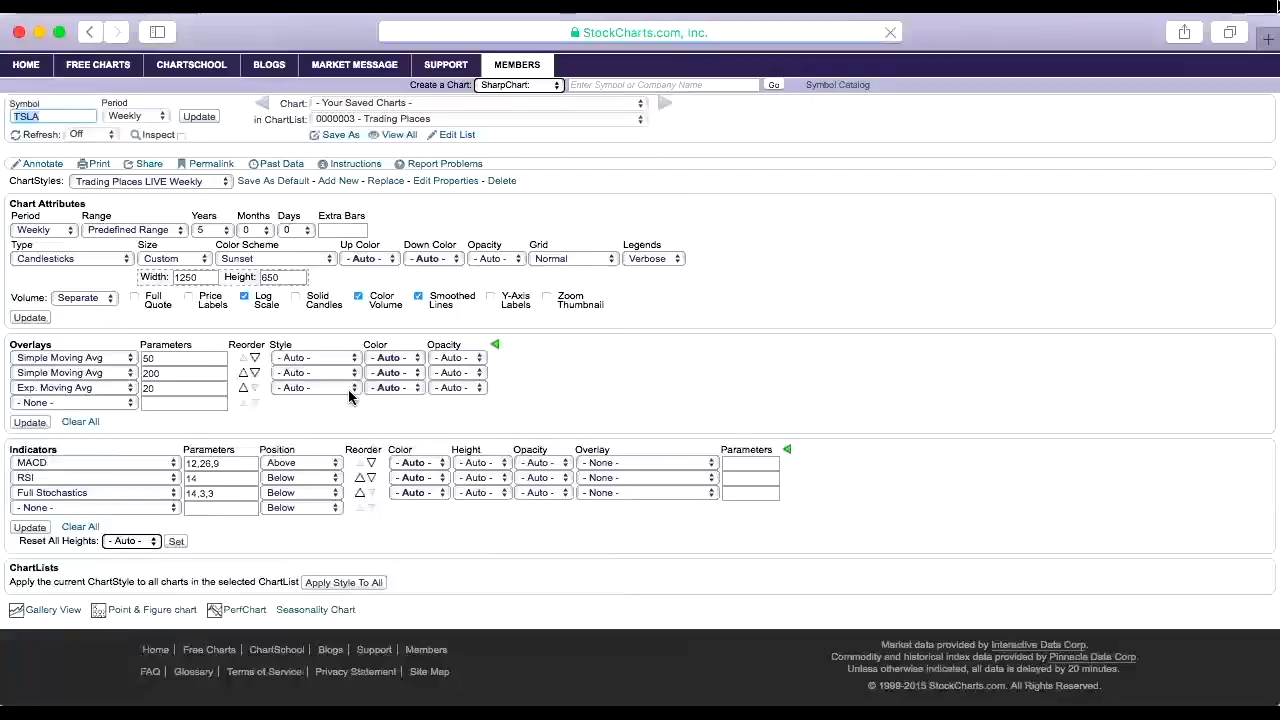 StockCharts.com, Inc.
HOME FREE CHARTS CHARTSCHOOL BLOGS MARKET MESSAGE SUPPORT MEMBERS
Create a Chart: SharpChart: Enter Symbol or Company Name Go Symbol Catalog
Symbol Period Chart: - Your Saved Charts -
TSLA Weekly Update in ChartList: 0000003 - Trading Places
Refresh: Off Inspect Save As View All Edit List
Annotate Print Share Permalink Past Data Instructions Report Problems
ChartStyles: Trading Places LIVE Weekly Save As Default - Add New - Replace - Edit Properties - Delete
Chart Attributes
Period Range Years Months Days Extra Bars
Weekly Predefined Range 5 0 0
Type Size Color Scheme Up Color Down Color Opacity Grid Legends
Candlesticks Custom Sunset - Auto - - Auto - - Auto - Normal Verbose
Width: 1250 Height: 650
Volume: Separate Full Quote Price Labels Log Scale Solid Candles Color Volume Smoothed Lines Y-Axis Labels Zoom Thumbnail
Update
Overlays Parameters Reorder Style Color Opacity
Simple Moving Avg 50 - Auto - - Auto - - Auto -
Simple Moving Avg 200 - Auto - - Auto - - Auto -
Exp. Moving Avg 20 - Auto - - Auto - - Auto -
- None -
Update Clear All
Indicators Parameters Position Reorder Color Height Opacity Overlay Parameters
MACD 12,26,9 Above - Auto - - Auto - - Auto - - None -
RSI 14 Below - Auto - - Auto - - Auto - - None -
Full Stochastics 14,3,3 Below - Auto - - Auto - - Auto - - None -
- None - Below
Update Clear All
Reset All Heights: - Auto - Set
ChartLists
Apply the current ChartStyle to all charts in the selected ChartList Apply Style To All
Gallery View Point & Figure chart PerfChart Seasonality Chart
Home | Free Charts | ChartSchool | Blogs | Support | Members
FAQ | Glossary | Terms of Service | Privacy Statement | Site Map
Market data provided by Interactive Data Corp.
Commodity and historical index data provided by Pinnacle Data Corp.
Unless otherwise indicated, all data is delayed by 20 minutes.
© 1999-2015 StockCharts.com. All Rights Reserved.